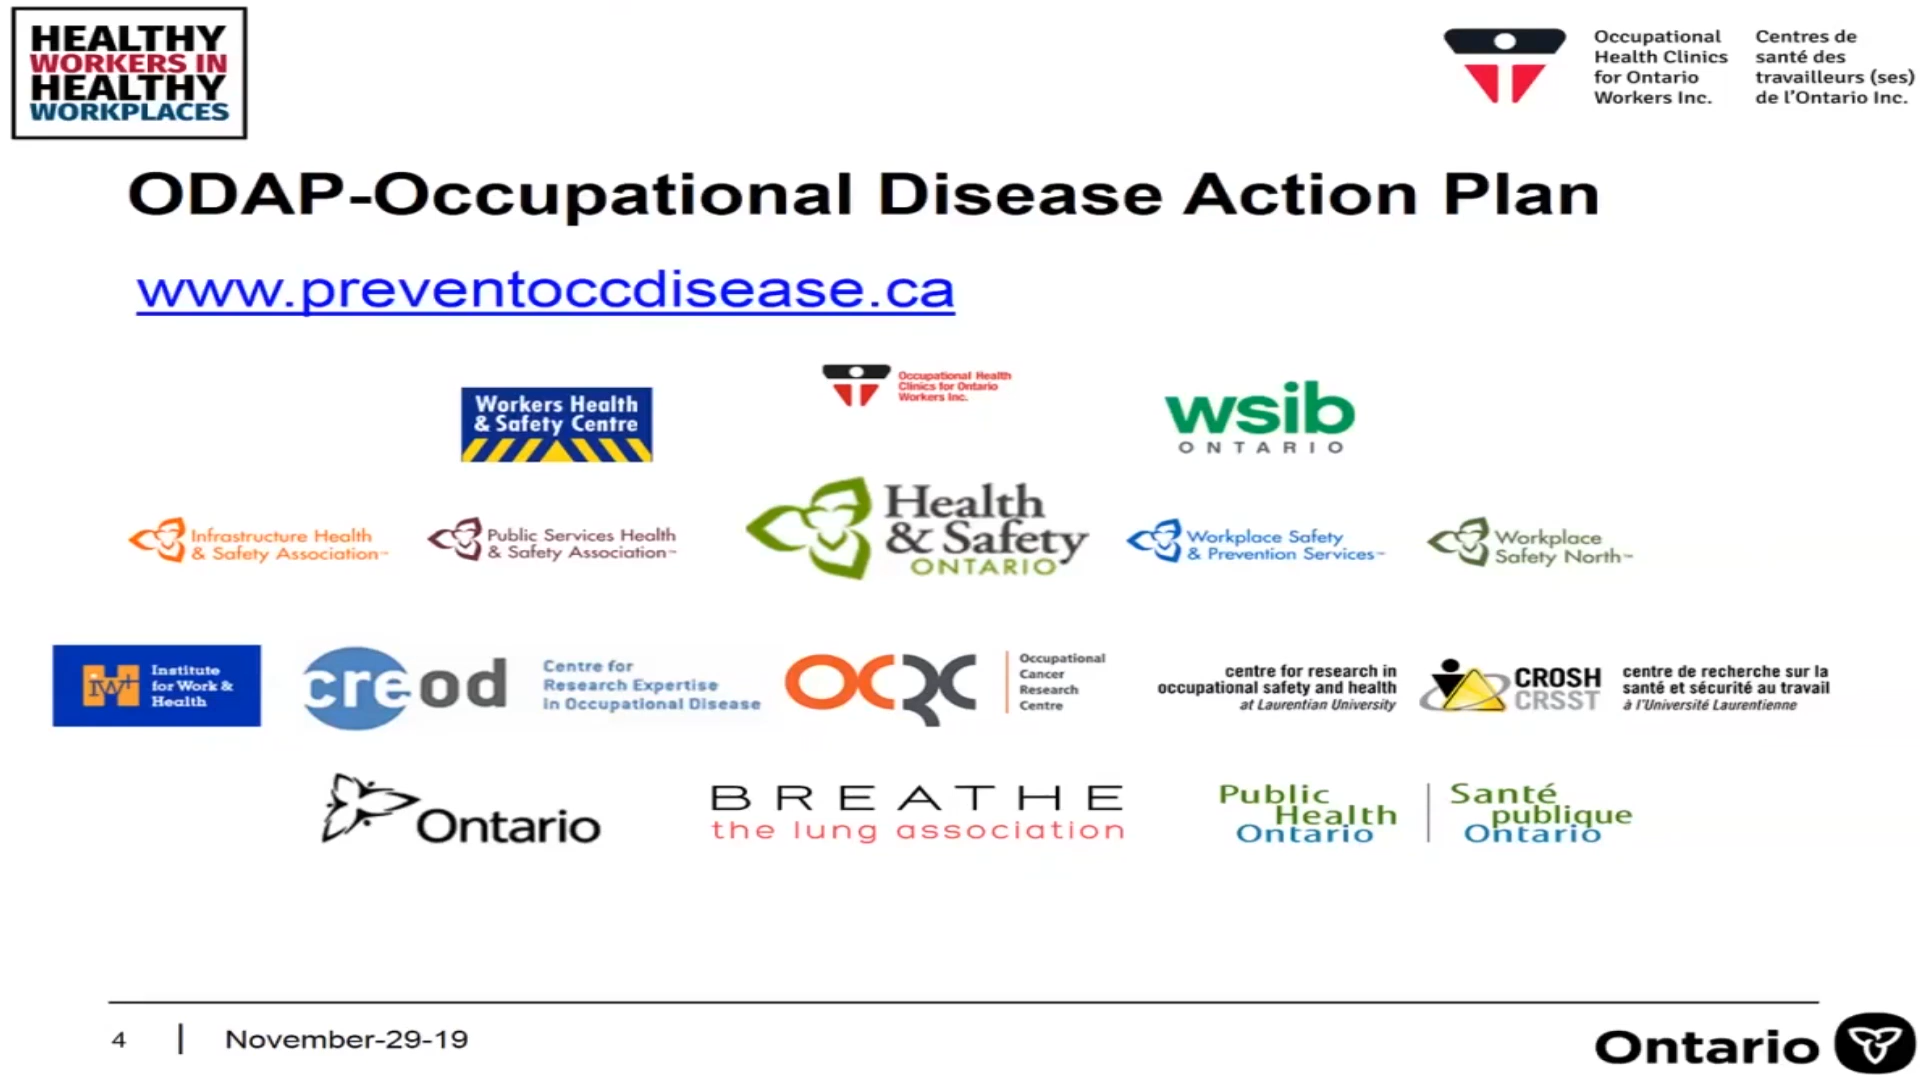 HEALTHY
WORKERS IN
HEALTHY
WORKPLACES
Occupational
Health Clinics
for Ontario
Workers Inc.
Centres de
santé des
travailleurs (ses)
de l'Ontario Inc.
ODAP-Occupational Disease Action Plan
www.preventoccdisease.ca
Workers Health
& Safety Centre
Occupational Health
Clinics for Ontario
Workers Inc.
wsib
ONTARIO
Infrastructure Health
& Safety Association™
Public Services Health
& Safety Association™
Health
& Safety
ONTARIO
Workplace Safety
& Prevention Services™
Workplace
Safety North™
iw+
Institute
for Work &
Health
creod
Centre for
Research Expertise
in Occupational Disease
OCRC
Occupational
Cancer
Research
Centre
centre for research in
occupational safety and health
at Laurentian University
CROSH
CRSST
centre de recherche sur la
santé et sécurité au travail
à l'Université Laurentienne
Ontario
BREATHE
the lung association
Public
Health
Ontario
Santé
publique
Ontario
4 | November-29-19
Ontario